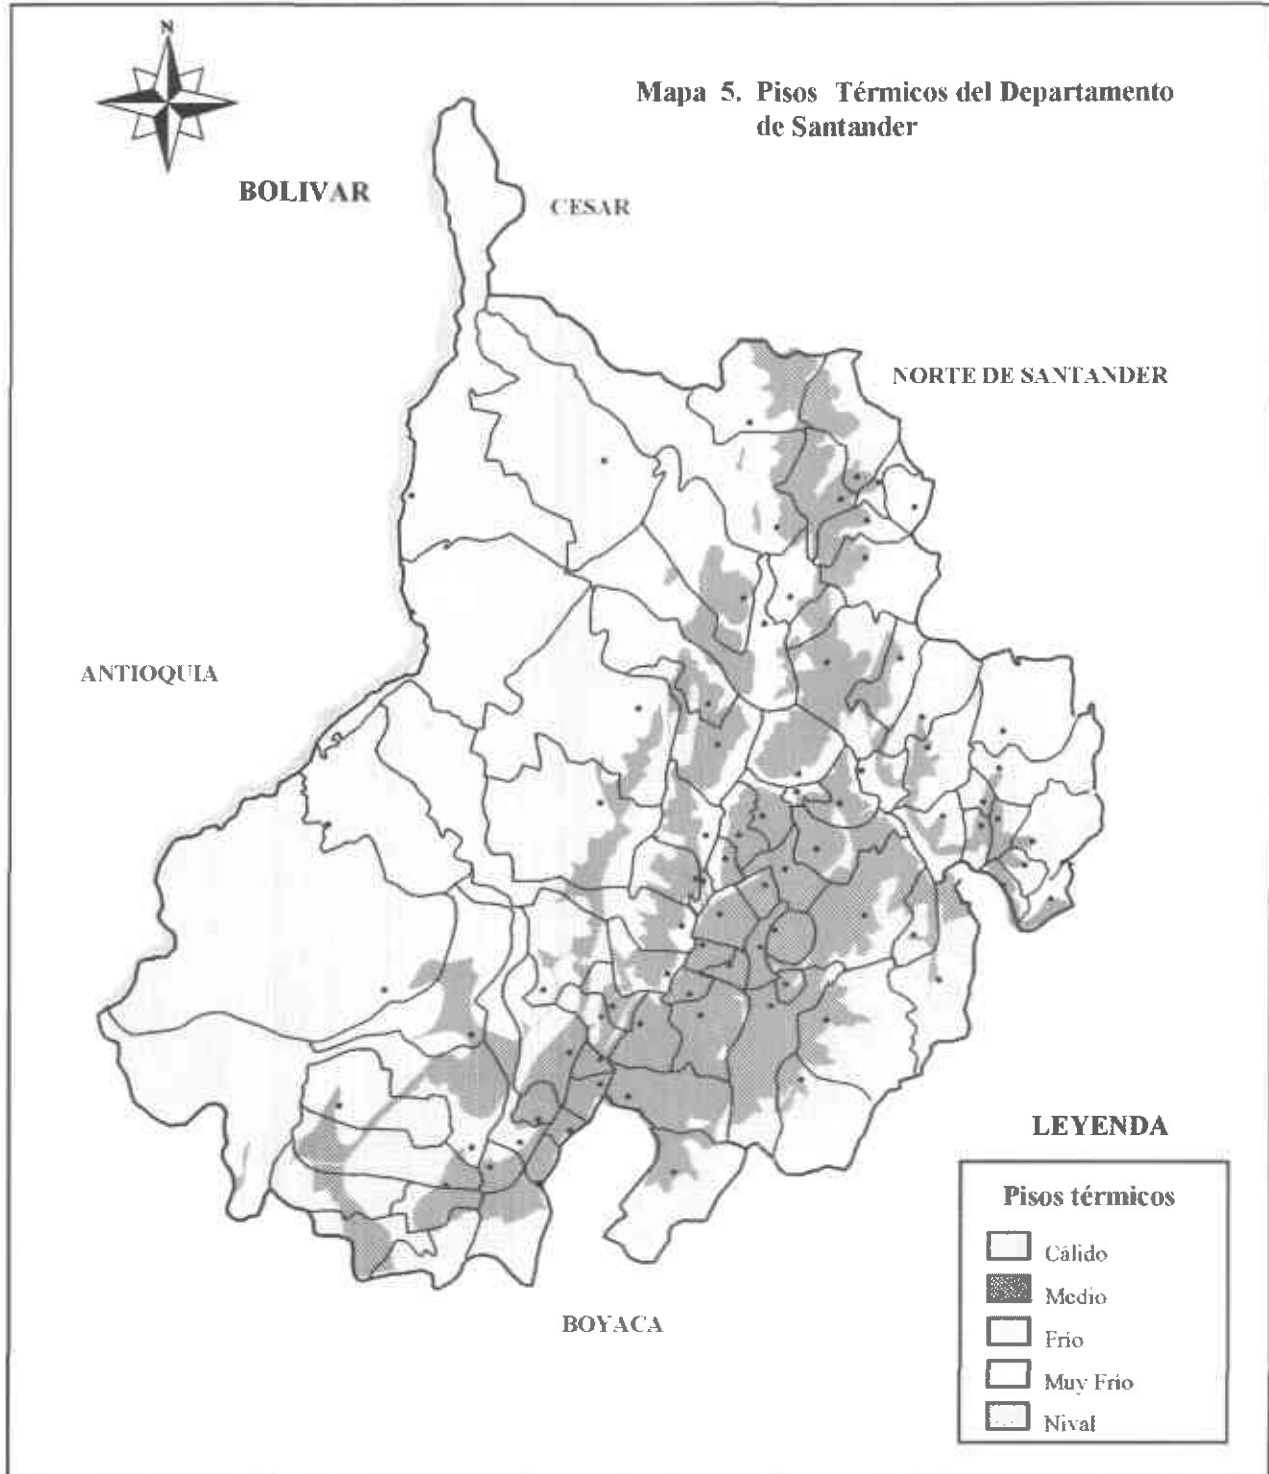 N
Mapa 5. Pisos Térmicos del Departamento
de Santander
BOLIVAR
CESAR
NORTE DE SANTANDER
ANTIOQUIA
LEYENDA
Pisos térmicos
Cálido
Medio
Frío
Muy Frío
Nival
BOYACA